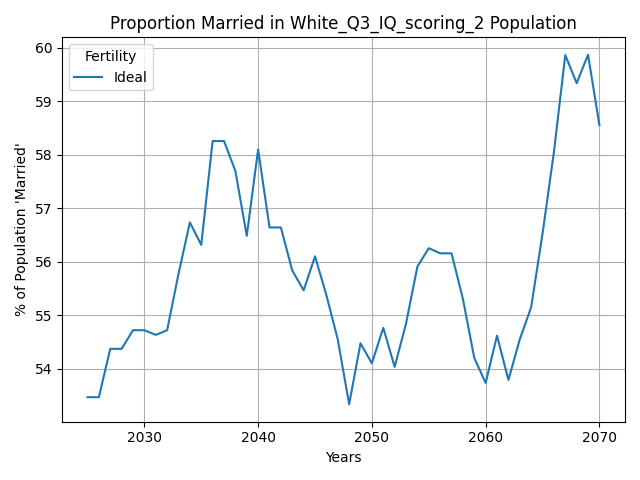 Proportion Married in White_Q3_IQ_scoring_2 Population
Fertility
Ideal
60
59
58
57
56
55
54
% of Population 'Married'
2030 2040 2050 2060 2070
Years